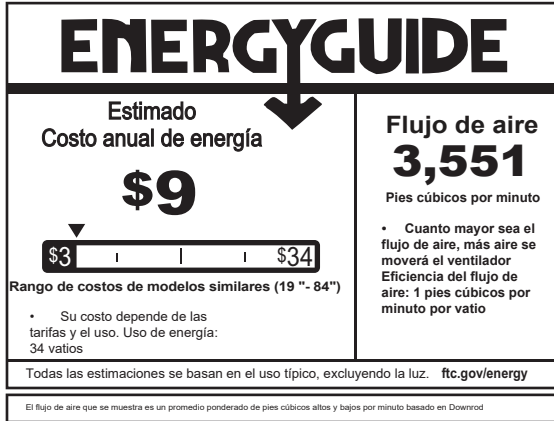 ENERGYGUIDE
Estimado
Costo anual de energía
$9
$3
$34
Rango de costos de modelos similares (19 "- 84")
• Su costo depende de las
tarifas y el uso. Uso de energía:
34 vatios
Flujo de aire
3,551
Pies cúbicos por minuto
• Cuanto mayor sea el
flujo de aire, más aire se
moverá el ventilador
Eficiencia del flujo de
aire: 1 pies cúbicos por
minuto por vatio
Todas las estimaciones se basan en el uso típico, excluyendo la luz. ftc.gov/energy
El flujo de aire que se muestra es un promedio ponderado de pies cúbicos altos y bajos por minuto basado en Downrod